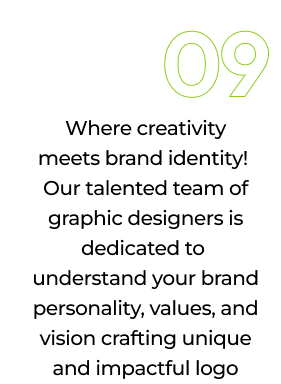 09
Where creativity
meets brand identity!
Our talented team of
graphic designers is
dedicated to
understand your brand
personality, values, and
vision crafting unique
and impactful logo